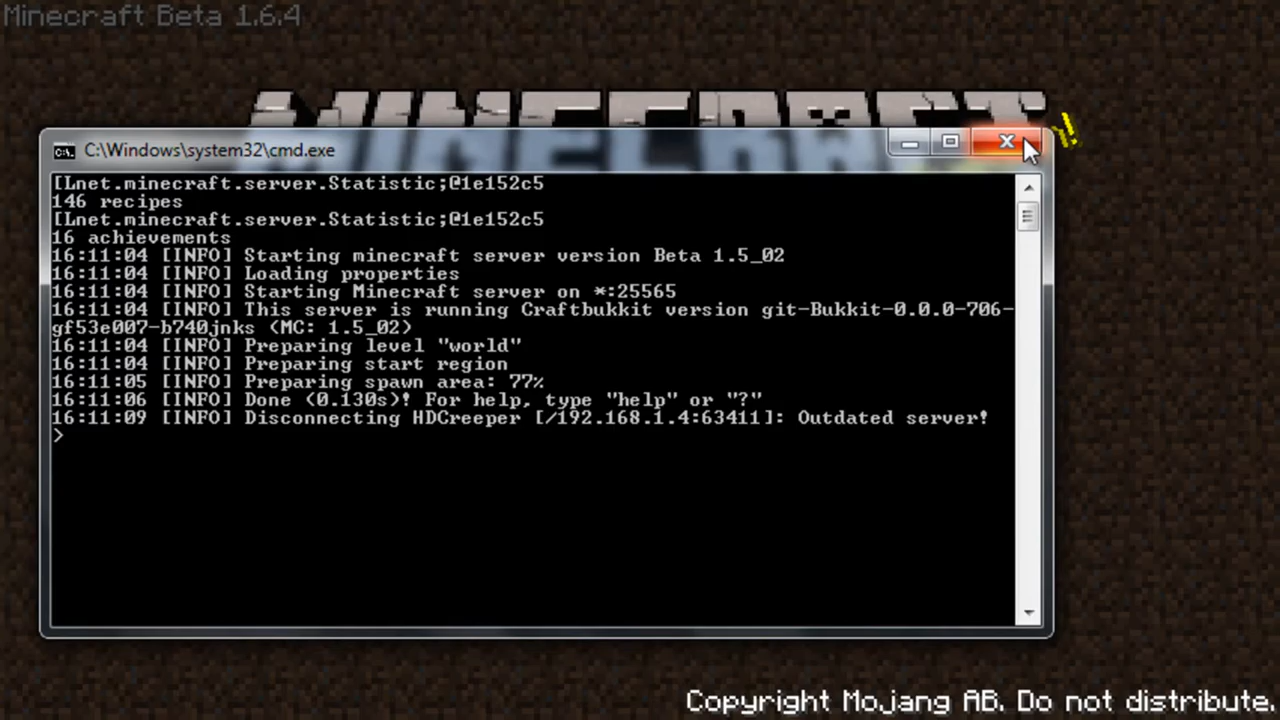 Minecraft Beta 1.6.4
MINECRAFT
C:\Windows\system32\cmd.exe
[Lnet.minecraft.server.Statistic;@1e152c5
146 recipes
[Lnet.minecraft.server.Statistic;@1e152c5
16 achievements
16:11:04 [INFO] Starting minecraft server version Beta 1.5_02
16:11:04 [INFO] Loading properties
16:11:04 [INFO] Starting Minecraft server on *:25565
16:11:04 [INFO] This server is running Craftbukkit version git-Bukkit-0.0.0-706-
gf53e007-b740jnks (MC: 1.5_02)
16:11:04 [INFO] Preparing level "world"
16:11:04 [INFO] Preparing start region
16:11:05 [INFO] Preparing spawn area: 77%
16:11:06 [INFO] Done (0.130s)! For help, type "help" or "?"
16:11:09 [INFO] Disconnecting HDCreeper [/192.168.1.4:63411]: Outdated server!
>
Copyright Mojang AB. Do not distribute.